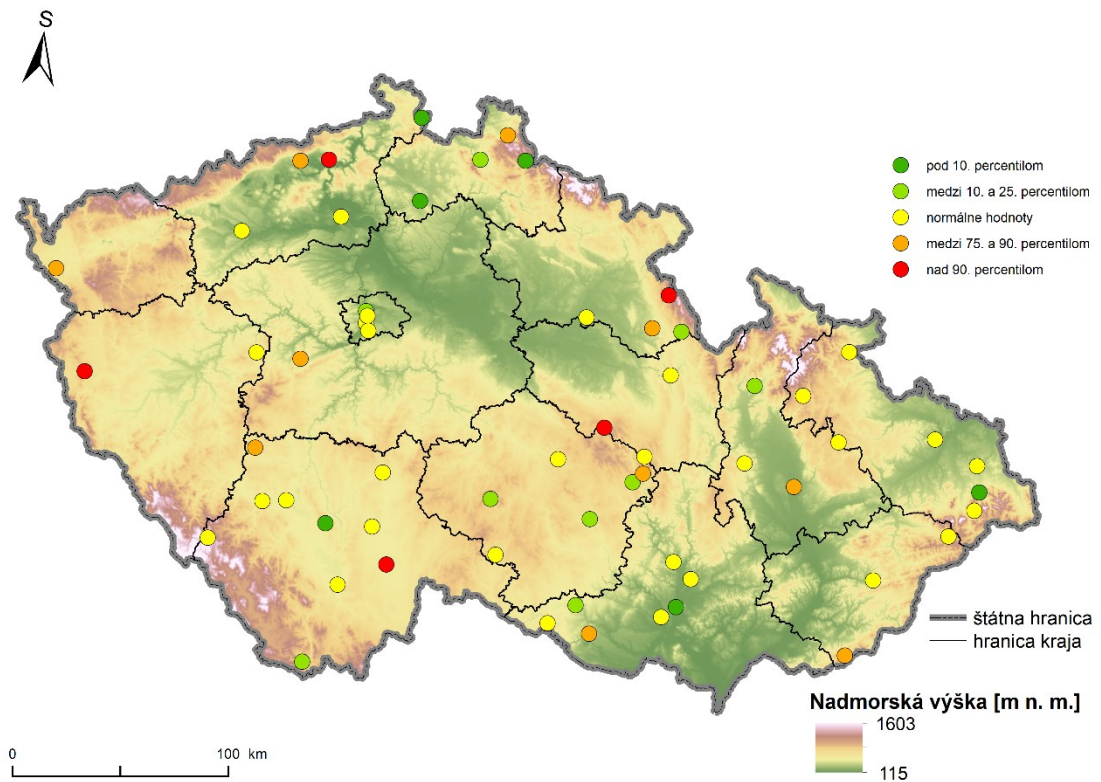 S
pod 10. percentilom
medzi 10. a 25. percentilom
normálne hodnoty
medzi 75. a 90. percentilom
nad 90. percentilom
štátna hranica
hranica kraja
Nadmorská výška [m n. m.]
1603
115
0 100 km